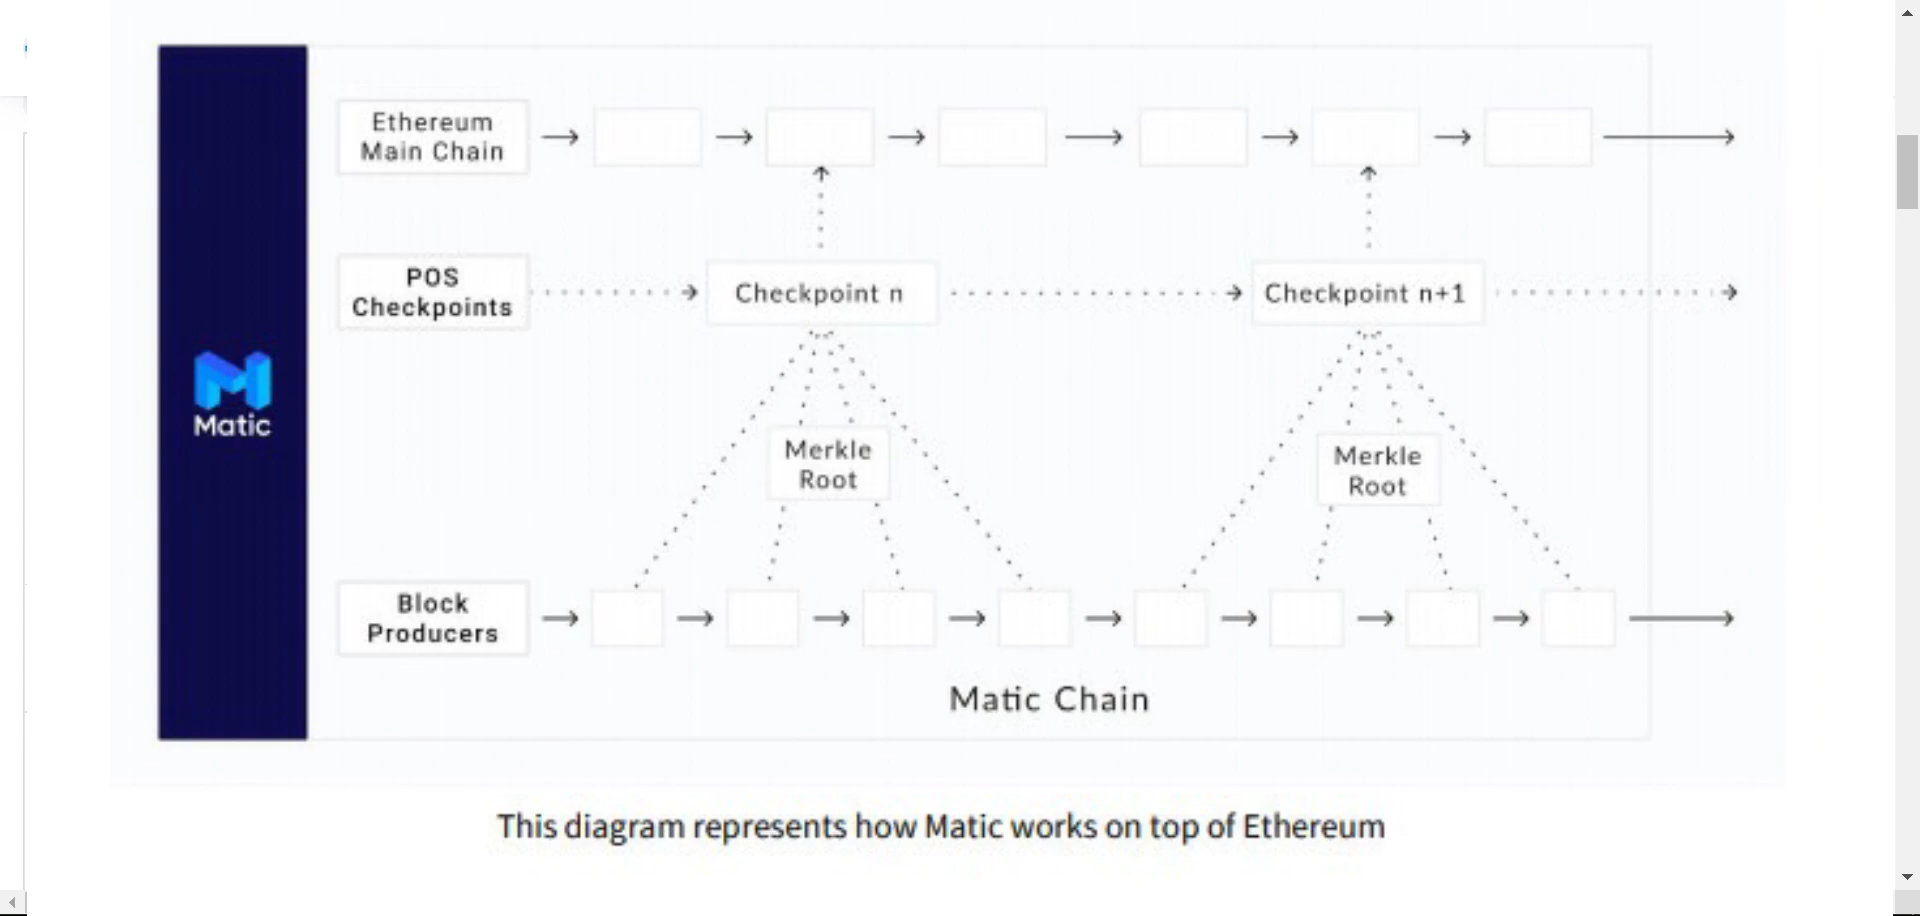 Ethereum
Main Chain
POS
Checkpoints
Checkpoint n
Checkpoint n+1
Matic
Merkle
Root
Merkle
Root
Block
Producers
Matic Chain
This diagram represents how Matic works on top of Ethereum